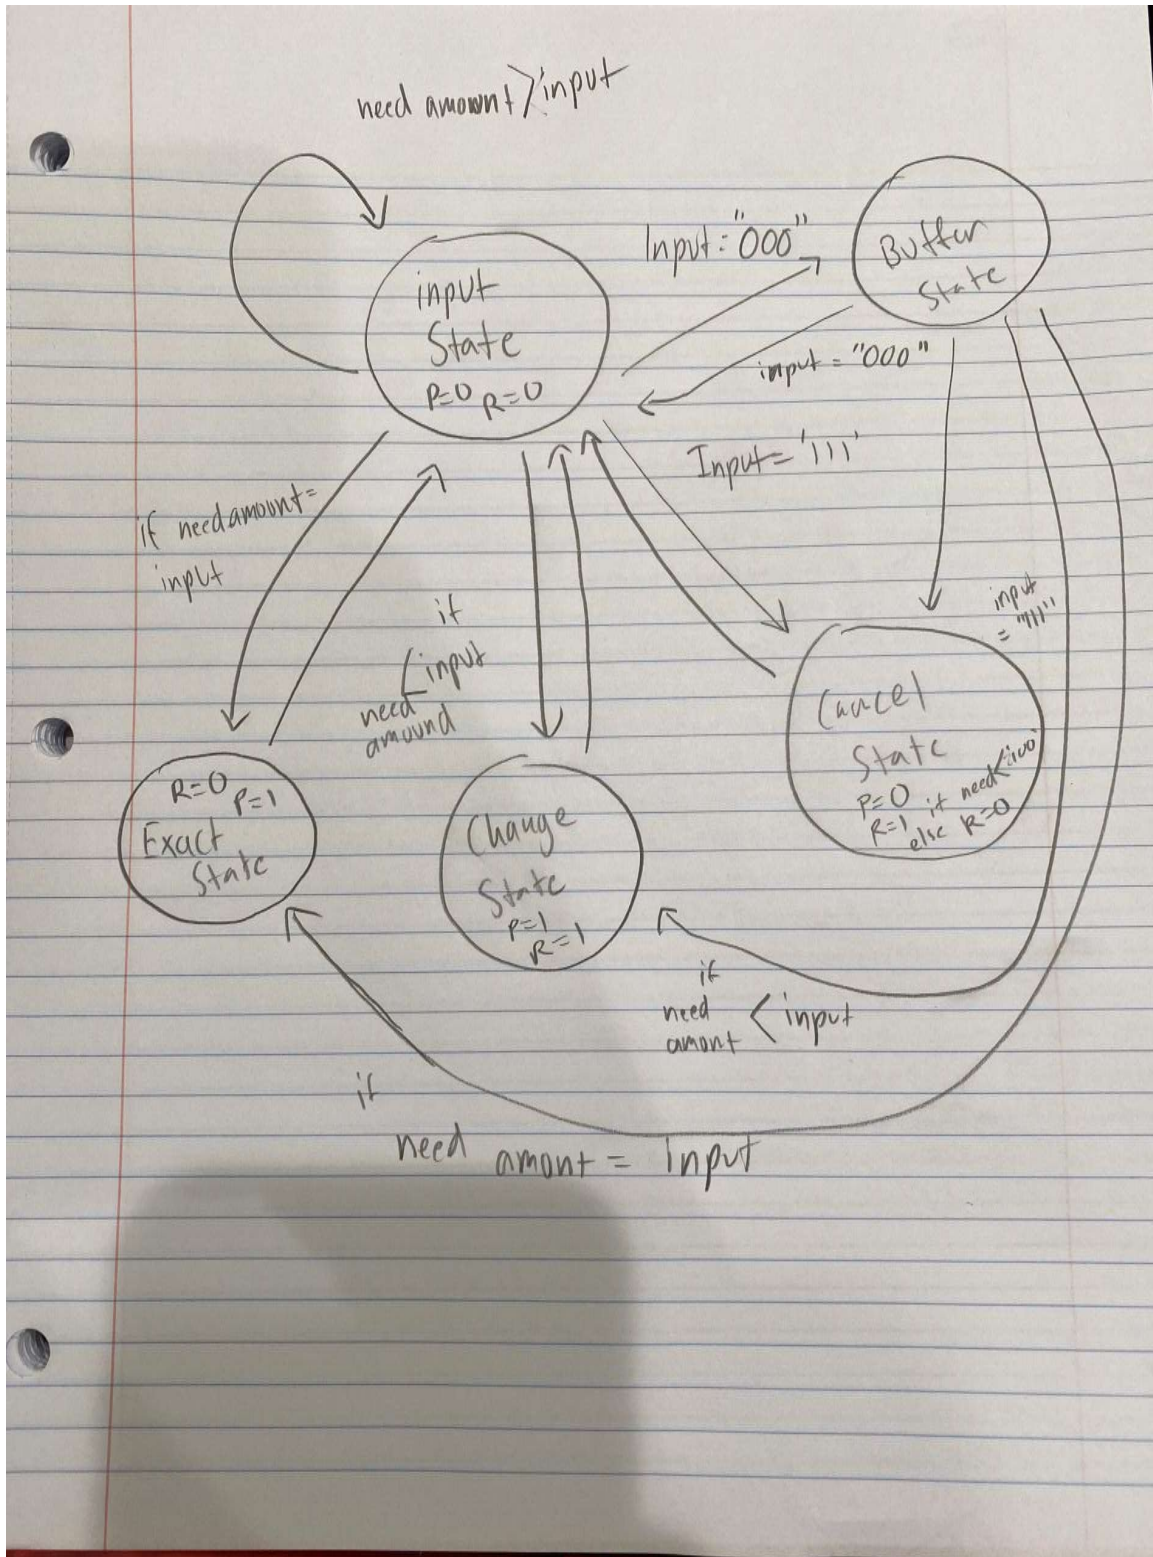 need amount > input
Input = "000"
Buffer
State
input
State
P=0 R=0
input = "000"
Input = '111'
if needamount =
input
input
= "111"
if
< input
need
amound
Cancel
State
P=0
R=1 if need <
else R=0
R=0 P=1
Exact
State
Change
State
P=1
R=1
if
need < input
amont
if
need amont = input